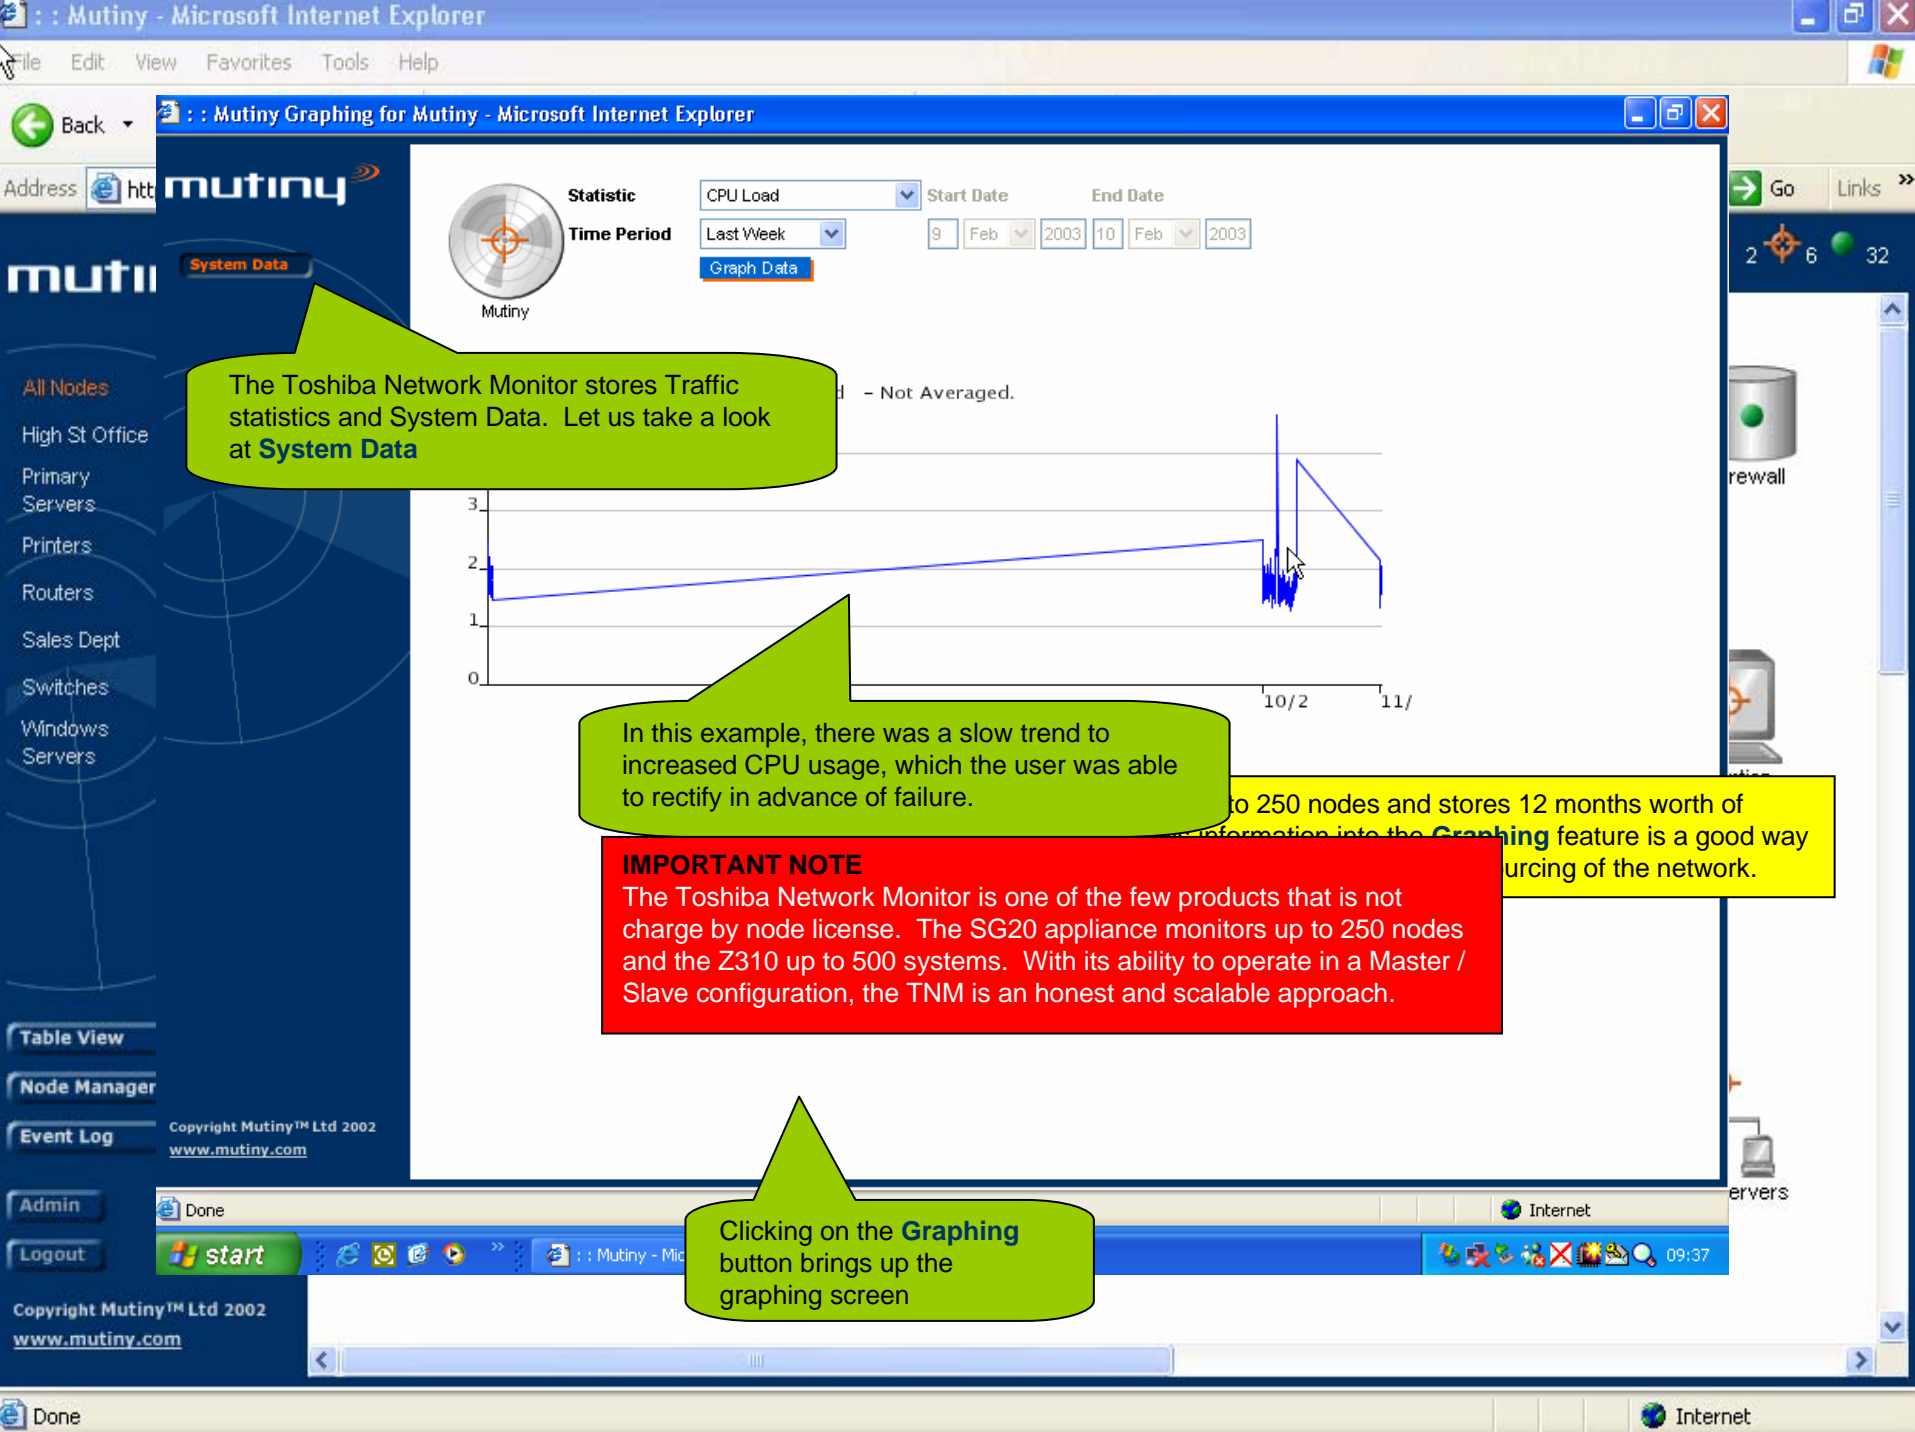 : : Mutiny - Microsoft Internet Explorer
File Edit View Favorites Tools Help
Back
: : Mutiny Graphing for Mutiny - Microsoft Internet Explorer
Address
Go Links »
mutiny
System Data
Mutiny
Statistic CPU Load Start Date End Date
Time Period Last Week 9 Feb 2003 10 Feb 2003
Graph Data
2 6 32
All Nodes
High St Office
Primary
Servers
Printers
Routers
Sales Dept
Switches
Windows
Servers
The Toshiba Network Monitor stores Traffic
statistics and System Data. Let us take a look
at System Data
- Not Averaged.
3
2
1
0
10/2 11/
rewall
In this example, there was a slow trend to
increased CPU usage, which the user was able
to rectify in advance of failure.
to 250 nodes and stores 12 months worth of
information into the Graphing feature is a good way
urcing of the network.
IMPORTANT NOTE
The Toshiba Network Monitor is one of the few products that is not
charge by node license. The SG20 appliance monitors up to 250 nodes
and the Z310 up to 500 systems. With its ability to operate in a Master /
Slave configuration, the TNM is an honest and scalable approach.
Table View
Node Manager
Event Log
Admin
Logout
Copyright Mutiny™ Ltd 2002
www.mutiny.com
ervers
Done Internet
start : : Mutiny - Mic 09:37
Clicking on the Graphing
button brings up the
graphing screen
Copyright Mutiny™ Ltd 2002
www.mutiny.com
Done Internet